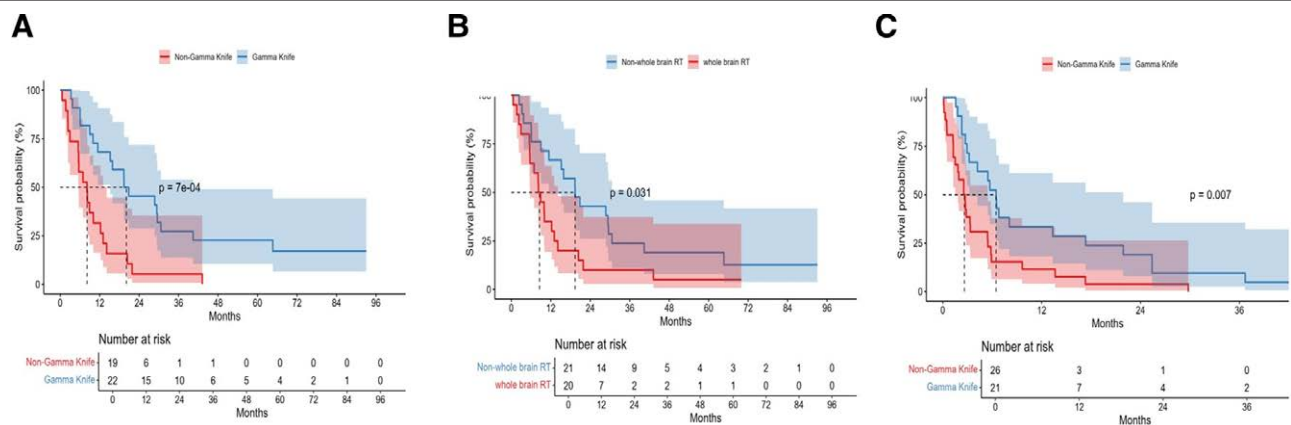 A
Non-Gamma Knife Gamma Knife
Survival probability (%)
100
75
50
25
0
p = 7e-04
0 12 24 36 48 60 72 84 96
Months
Number at risk
Non-Gamma Knife 19 6 1 1 0 0 0 0 0
Gamma Knife 22 15 10 6 5 4 2 1 0
0 12 24 36 48 60 72 84 96
Months
B
Non-whole brain RT whole brain RT
Survival probability (%)
100
75
50
25
0
p = 0.031
0 12 24 36 48 60 72 84 96
Months
Number at risk
Non-whole brain RT 21 14 9 5 4 3 2 1 0
whole brain RT 20 7 2 2 1 1 0 0 0
0 12 24 36 48 60 72 84 96
Months
C
Non-Gamma Knife Gamma Knife
Survival probability (%)
100
75
50
25
0
p = 0.007
0 12 24 36
Months
Number at risk
Non-Gamma Knife 26 3 1 0
Gamma Knife 21 7 4 2
0 12 24 36
Months